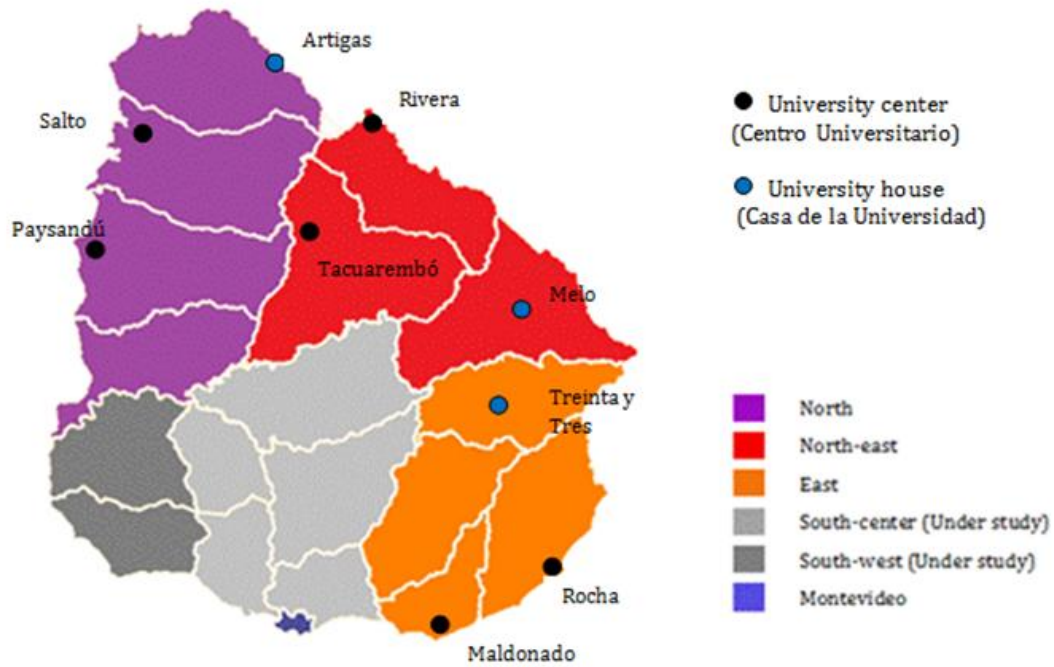 Artigas
Rivera
Salto
Paysandú
Tacuarembó
Melo
Treinta y
Tres
Rocha
Maldonado
University center
(Centro Universitario)
University house
(Casa de la Universidad)
North
North-east
East
South-center (Under study)
South-west (Under study)
Montevideo